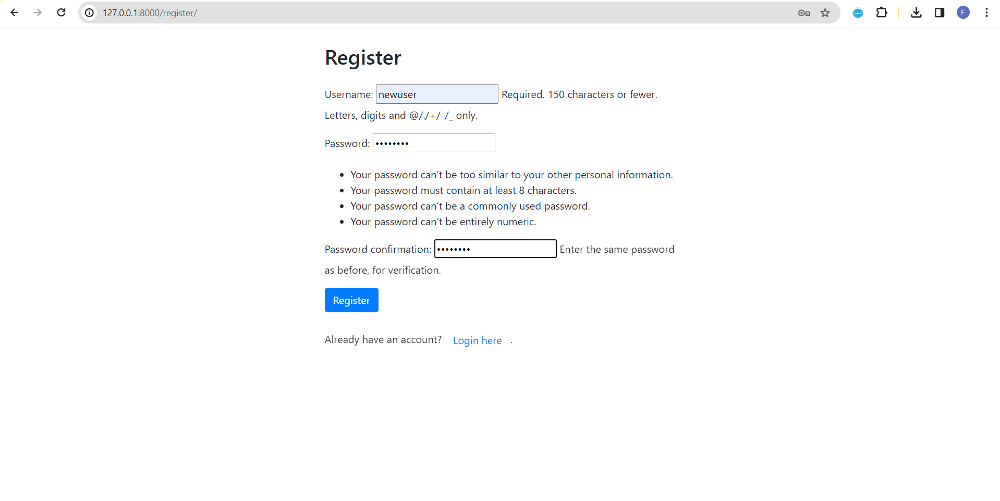 127.0.0.1:8000/register/
F
Register
Username: newuser Required. 150 characters or fewer.
Letters, digits and @/./+/-/_ only.
Password: ••••••••
• Your password can’t be too similar to your other personal information.
• Your password must contain at least 8 characters.
• Your password can’t be a commonly used password.
• Your password can’t be entirely numeric.
Password confirmation: •••••••• Enter the same password
as before, for verification.
Register
Already have an account? Login here .